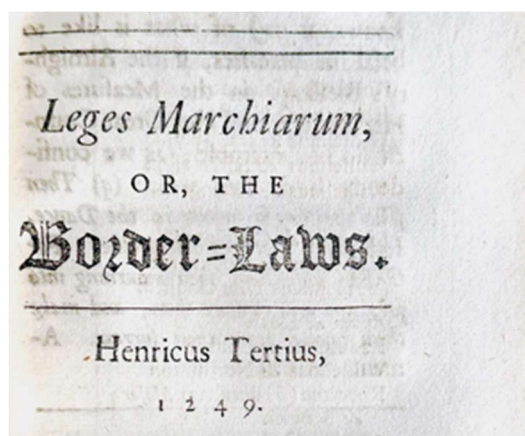 Leges Marchiarum,
OR, THE
Border=Laws.
Henricus Tertius,
1249.